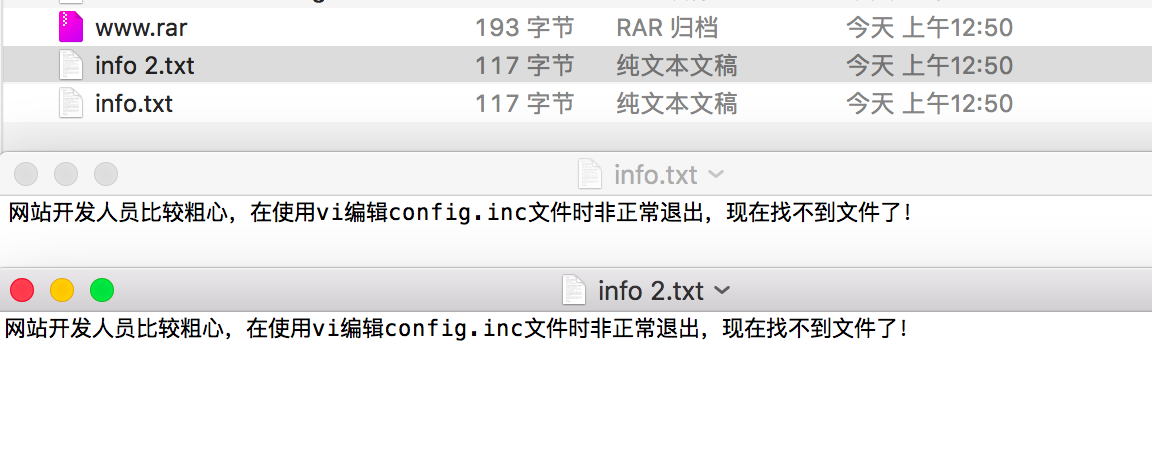 www.rar 193 字节 RAR 归档 今天 上午12:50
info 2.txt 117 字节 纯文本文稿 今天 上午12:50
info.txt 117 字节 纯文本文稿 今天 上午12:50
info.txt
网站开发人员比较粗心，在使用vi编辑config.inc文件时非正常退出，现在找不到文件了！
info 2.txt
网站开发人员比较粗心，在使用vi编辑config.inc文件时非正常退出，现在找不到文件了！